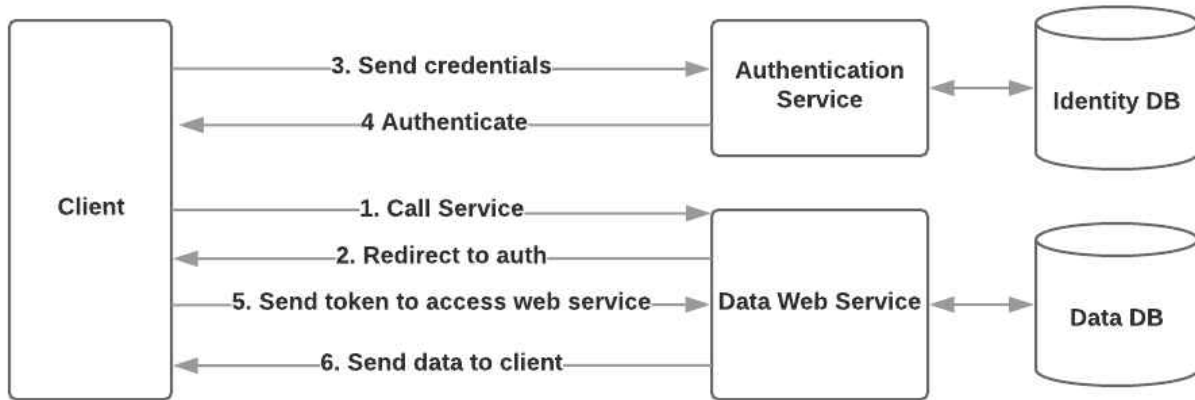 3. Send credentials
Authentication
Service
Identity DB
4 Authenticate
Client
1. Call Service
2. Redirect to auth
5. Send token to access web service
Data Web Service
Data DB
6. Send data to client